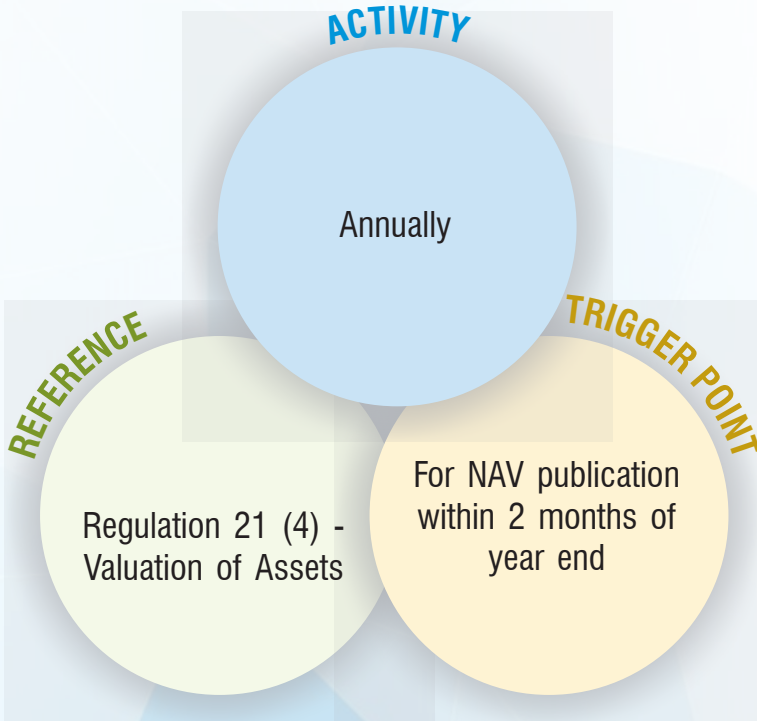 ACTIVITY
Annually
REFERENCE
Regulation 21 (4) -
Valuation of Assets
TRIGGER POINT
For NAV publication
within 2 months of
year end